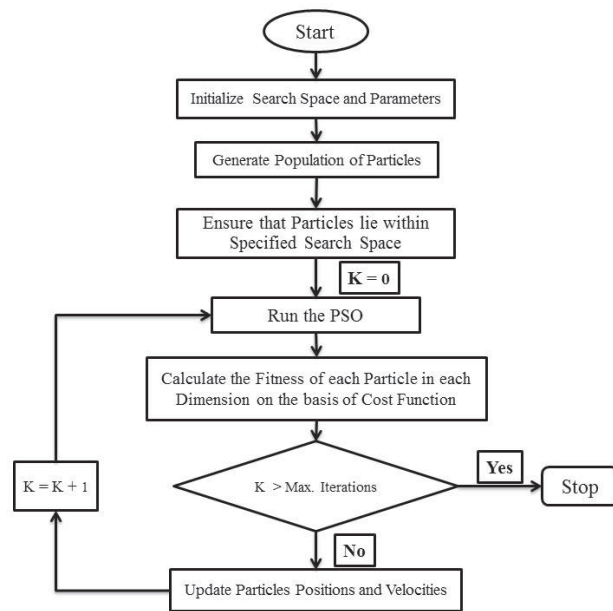 Start
Initialize Search Space and Parameters
Generate Population of Particles
Ensure that Particles lie within
Specified Search Space
K = 0
Run the PSO
Calculate the Fitness of each Particle in each
Dimension on the basis of Cost Function
K > Max. Iterations
Yes
Stop
No
Update Particles Positions and Velocities
K = K + 1